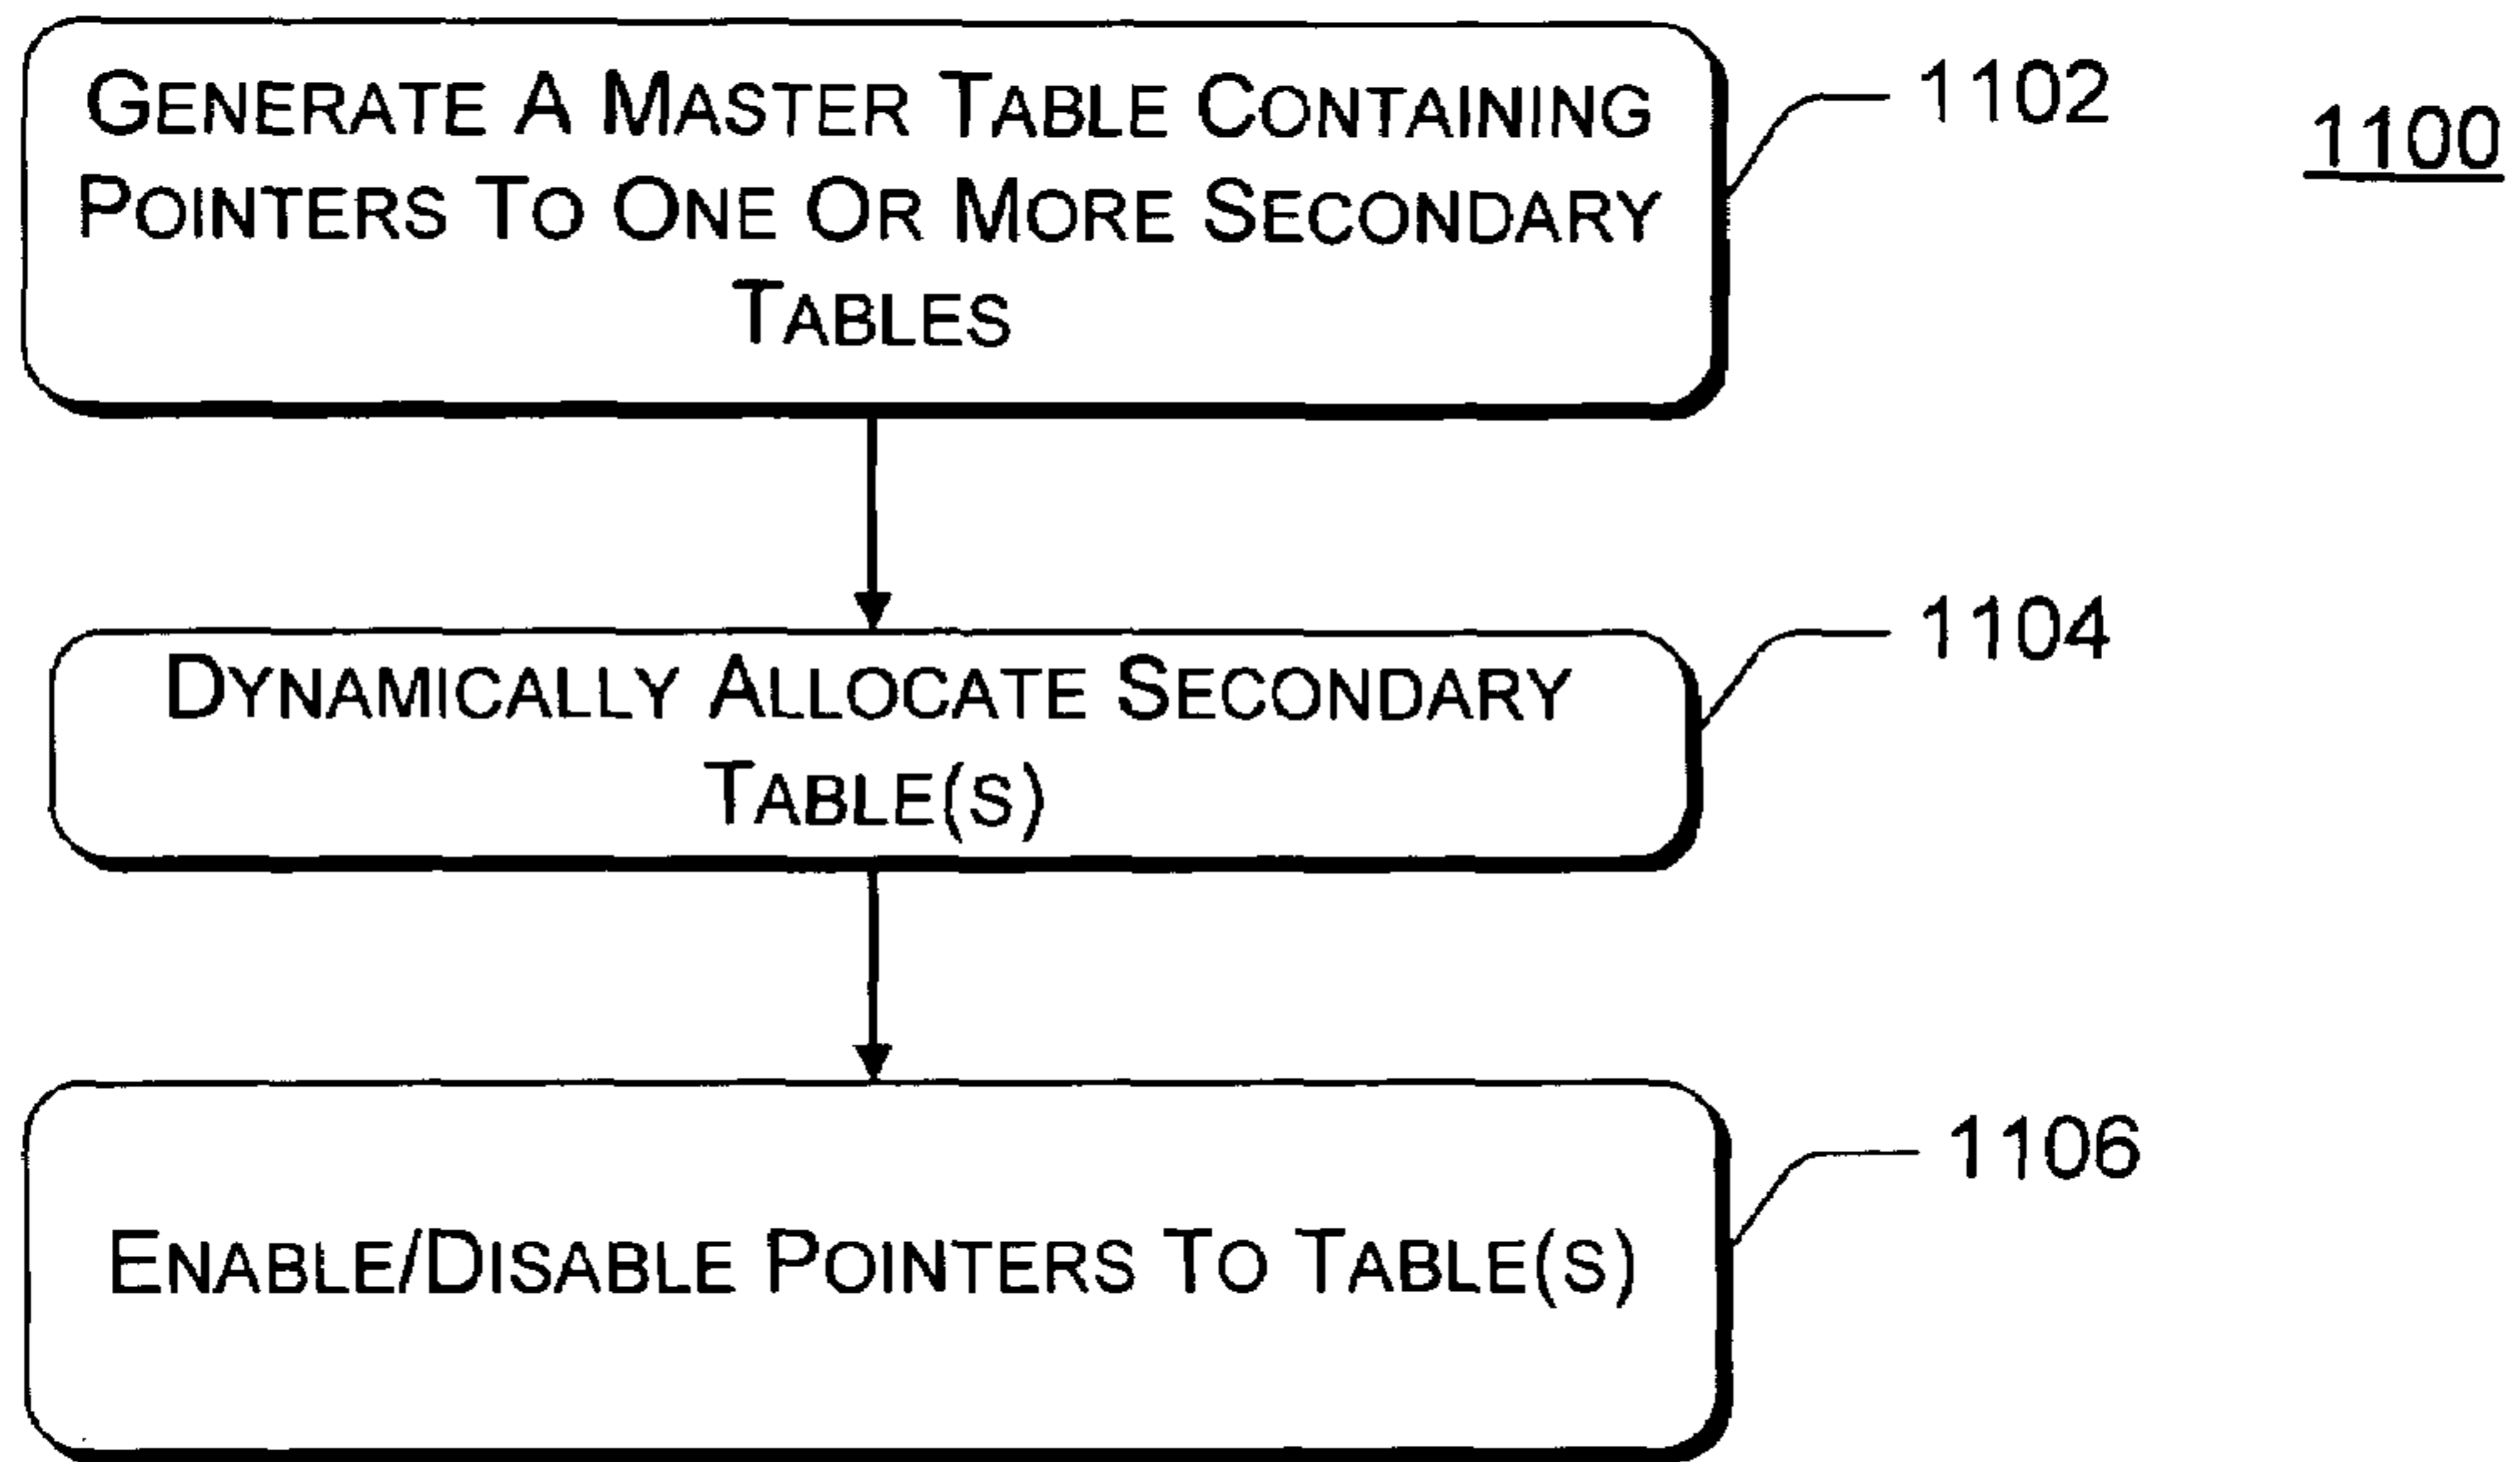 GENERATE A MASTER TABLE CONTAINING
POINTERS TO ONE OR MORE SECONDARY
TABLES
1102
1100
DYNAMICALLY ALLOCATE SECONDARY
TABLE(S)
1104
ENABLE/DISABLE POINTERS TO TABLE(S)
1106